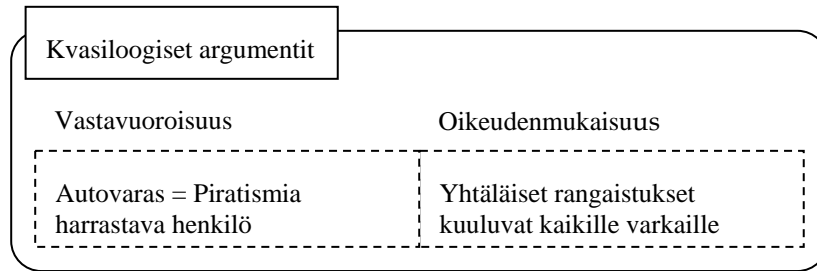 Kvasiloogiset argumentit
Vastavuoroisuus
Oikeudenmukaisuus
Autovaras = Piratismia
harrastava henkilö
Yhtäläiset rangaistukset
kuuluvat kaikille varkaille